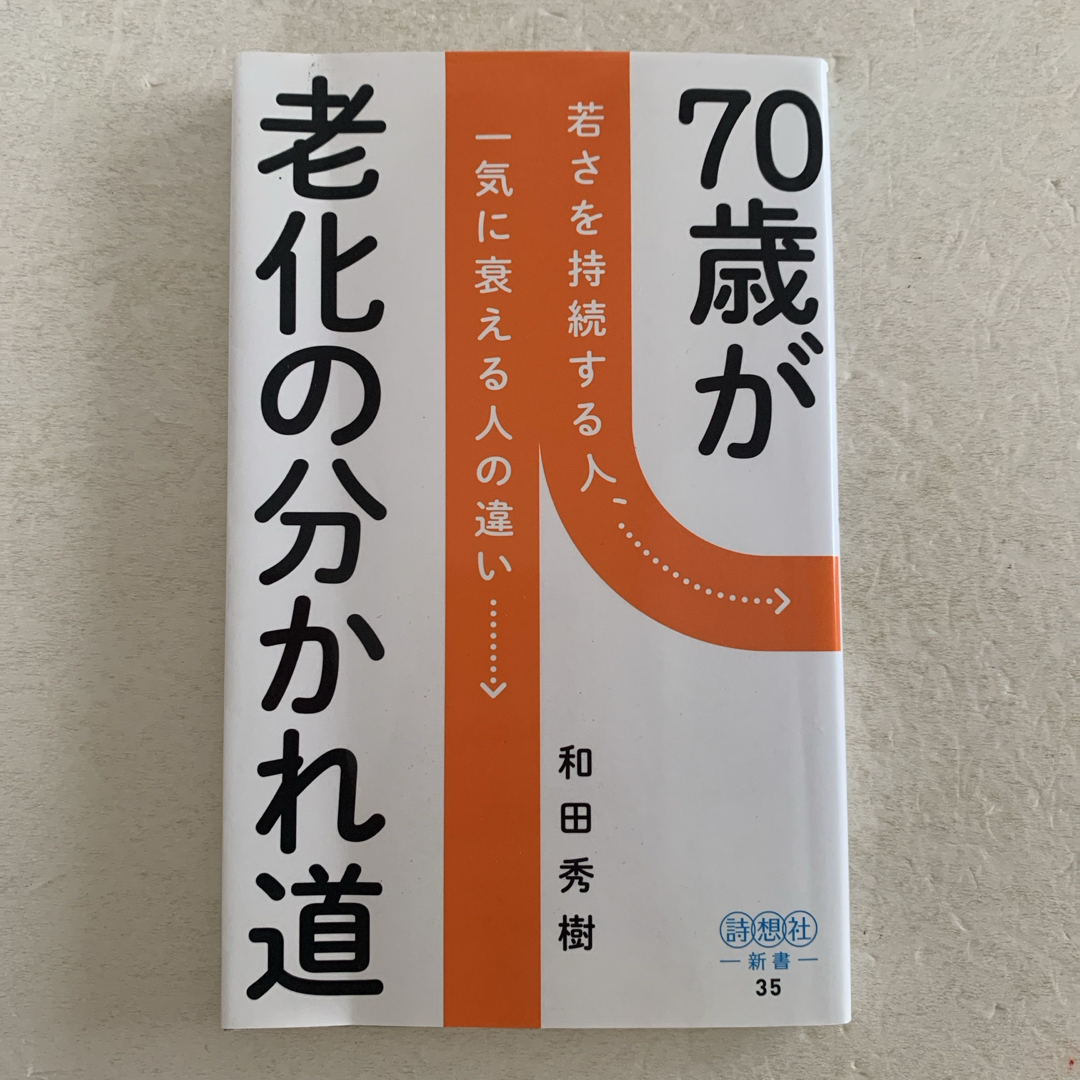 70歳が
老化の分かれ道
若さを持続する人、
一気に衰える人の違い
和田秀樹
詩想社
新書
35